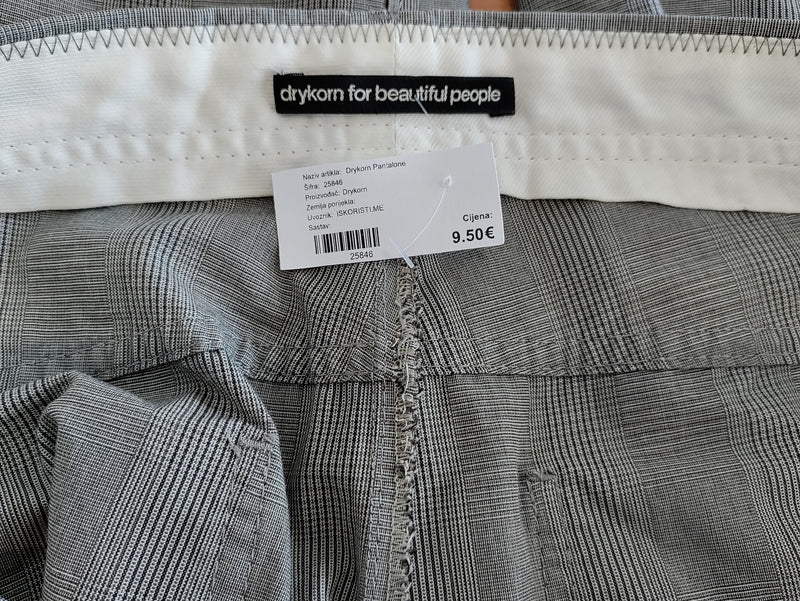 drykorn for beautiful people
Naziv artikla: Drykorn Pantalone
Šifra: 25846
Proizvođač: Drykorn
Zemlja porijekla:
Uvoznik: ISKORISTI.ME
Sastav:
Cijena:
9.50€
25846